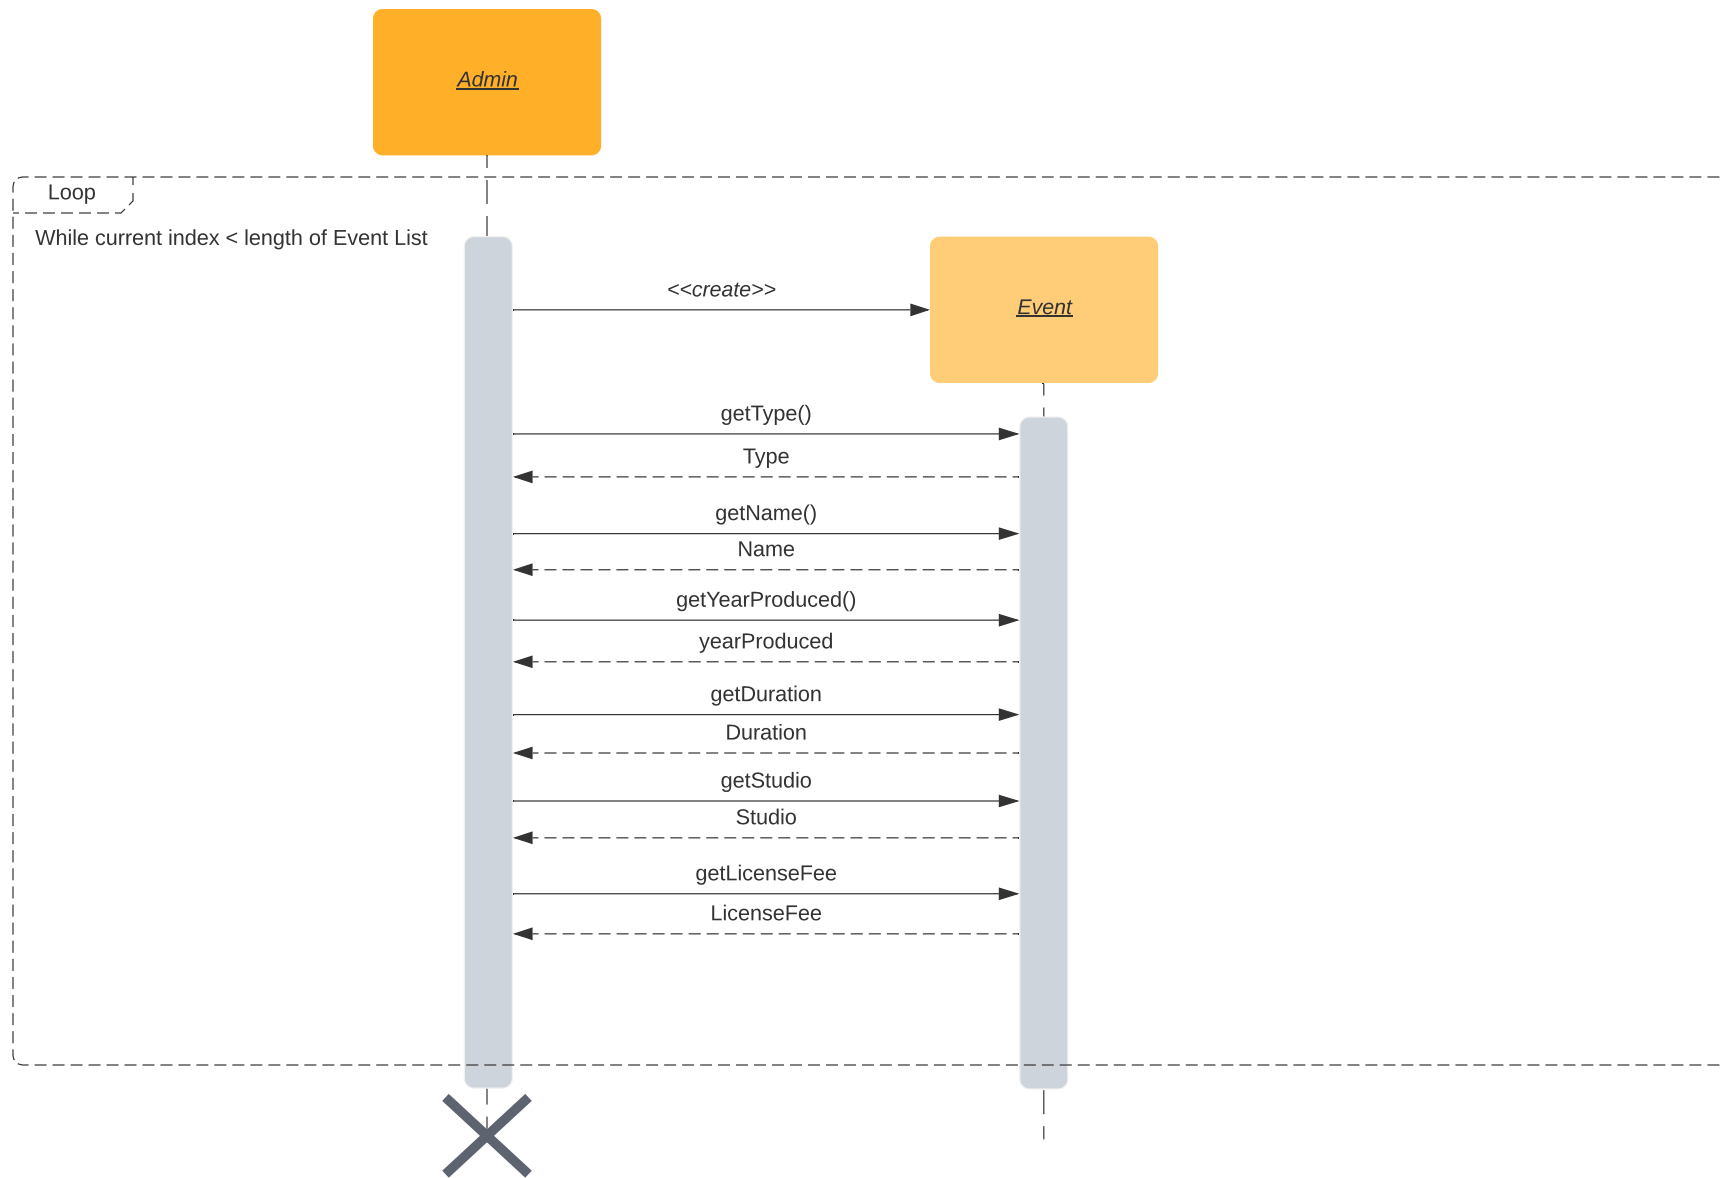 Admin
Loop
While current index < length of Event List
<<create>>
Event
getType()
Type
getName()
Name
getYearProduced()
yearProduced
getDuration
Duration
getStudio
Studio
getLicenseFee
LicenseFee